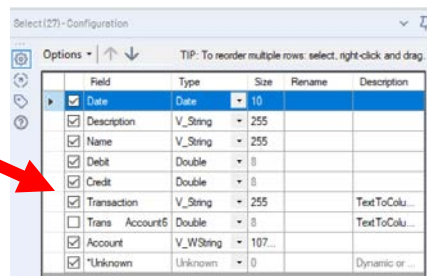 Select (27) - Configuration
Options TIP: To reorder multiple rows: select, right-click and drag.
Field Type Size Rename Description
Date Date 10
Description V_String 255
Name V_String 255
Debit Double 8
Credit Double 8
Transaction V_String 255 TextToColu...
Trans Account6 Double 8 TextToColu...
Account V_WString 107...
*Unknown Unknown 0 Dynamic or ...